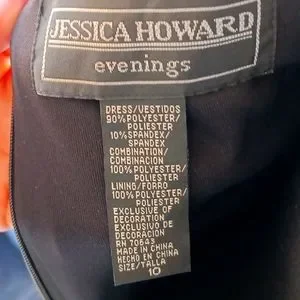 JESSICA HOWARD
evenings
DRESS/VESTIDOS
90%POLYESTER/
POLIESTER
10%SPANDEX/
SPANDEX
COMBINATION/
COMBINACION
100%POLYESTER/
POLIESTER
LINING/FORRO
100%POLYESTER/
POLIESTER
EXCLUSIVE OF
DECORATION
EXCLUSIVO DE
DECORACION
RN 70643
MADE IN CHINA
HECHO EN CHINA
SIZE/TALLA
10